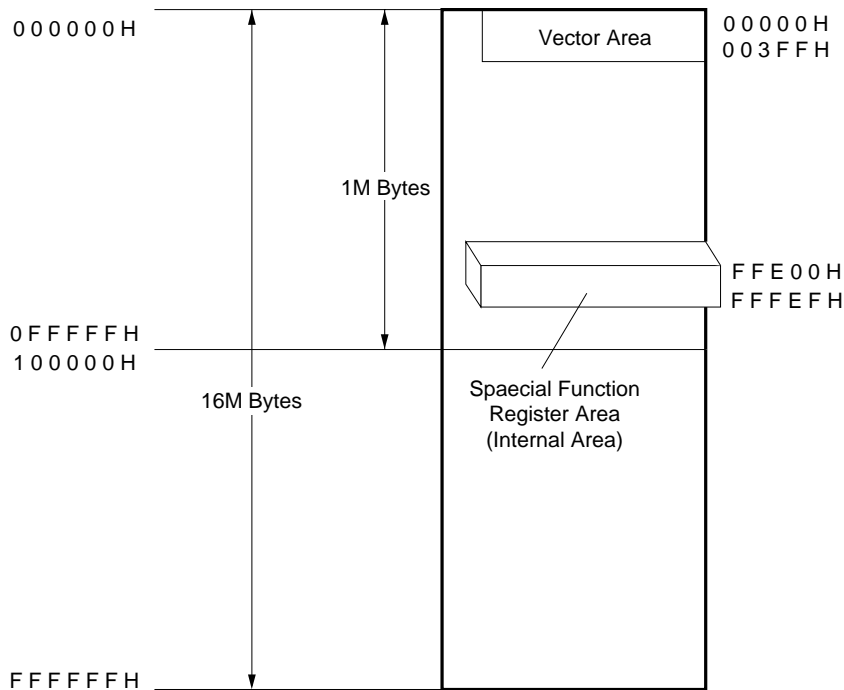 000000H
Vector Area
00000H
003FFH
1M Bytes
FFE00H
FFFEFH
0FFFFFH
100000H
16M Bytes
Spaecial Function
Register Area
(Internal Area)
FFFFFFH